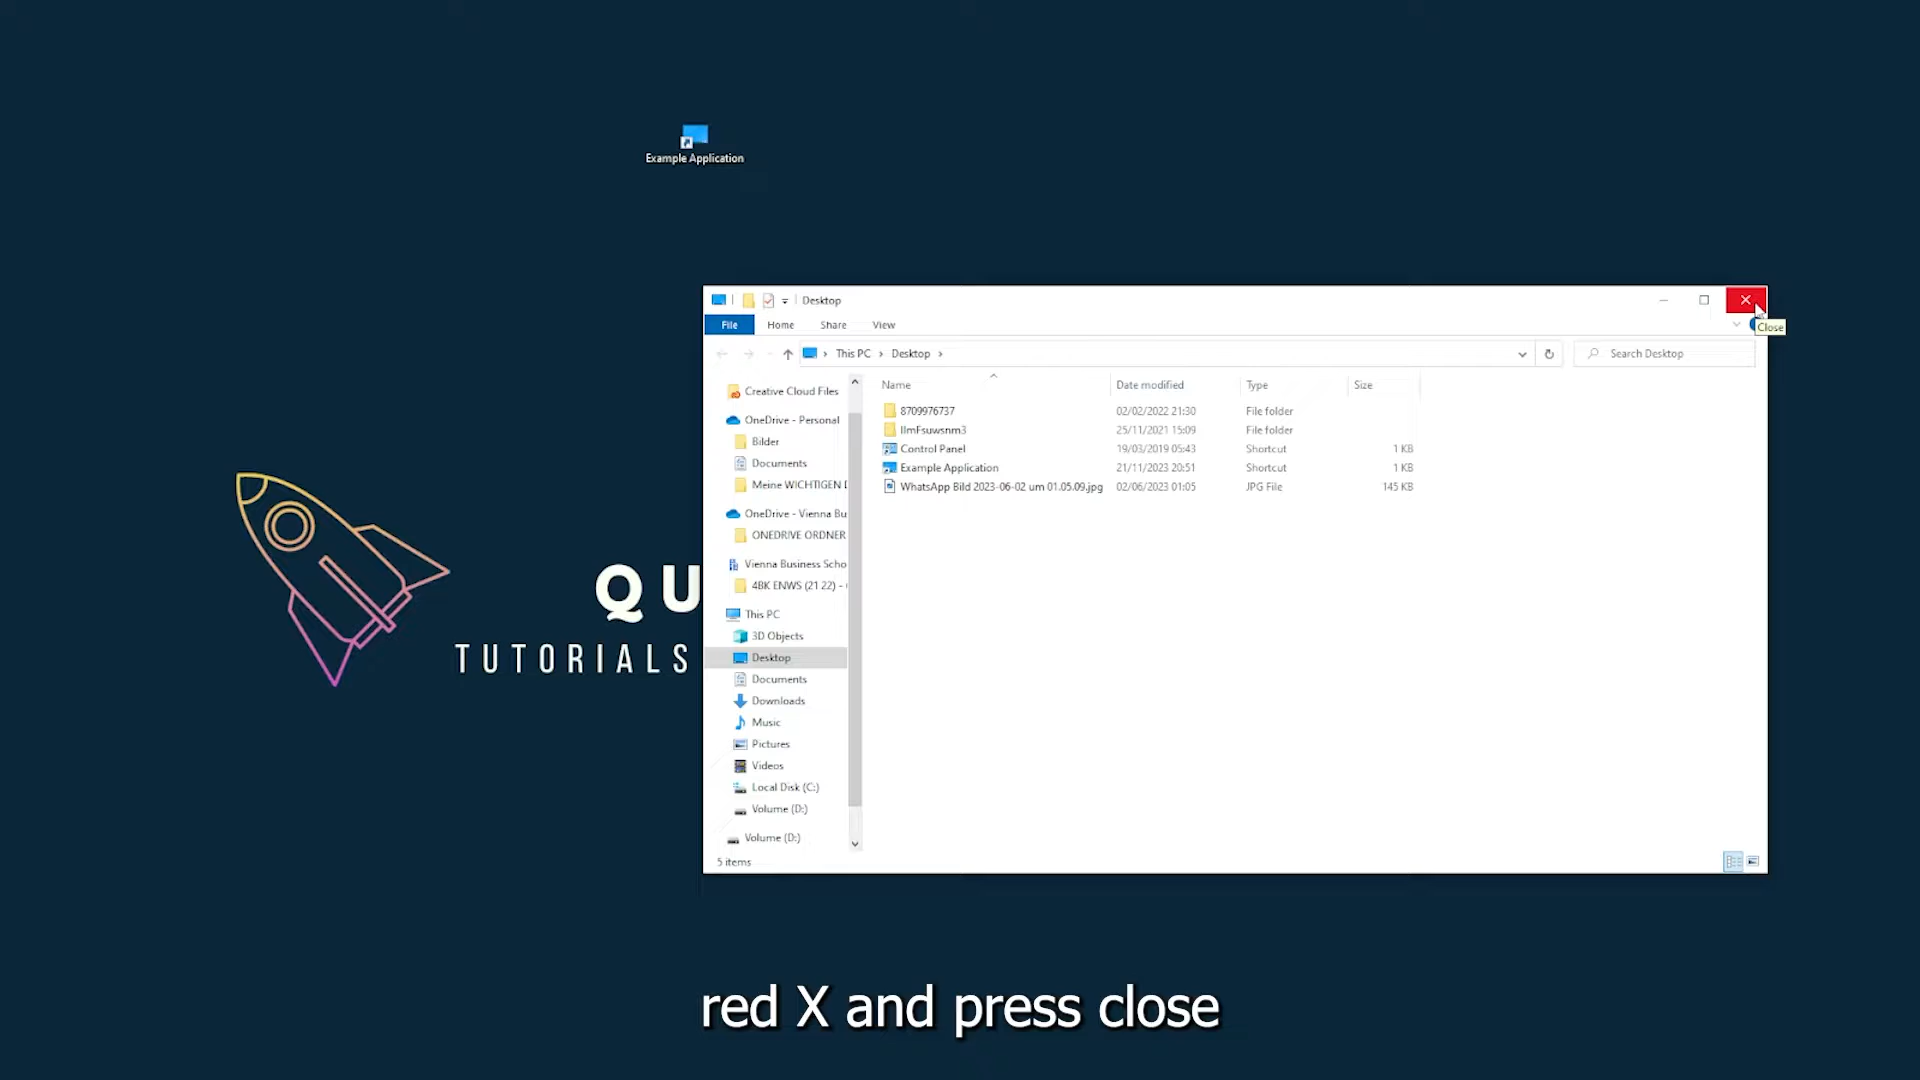 Example Application
Desktop
Close
File Home Share View
This PC Desktop
Search Desktop
Name Date modified Type Size
8709976737 02/02/2022 21:30 File folder
25/11/2021 15:09 File folder
Control Panel 19/03/2019 05:43 Shortcut 1 KB
Example Application 21/11/2023 20:51 Shortcut 1 KB
WhatsApp Bild 2023-06-02 um 01.05.09.jpg 02/06/2023 01:05 JPG File 145 KB
Creative Cloud Files
OneDrive - Personal
Bilder
Documents
Meine WICHTIGEN D
OneDrive - Vienna Bu
ONEDRIVE ORDNER
Vienna Business Scho
4BK ENWS (21 22) -
This PC
3D Objects
Desktop
Documents
Downloads
Music
Pictures
Videos
Local Disk (C:)
Volume (D:)
Volume (D:)
5 items
QU
TUTORIALS
red X and press close